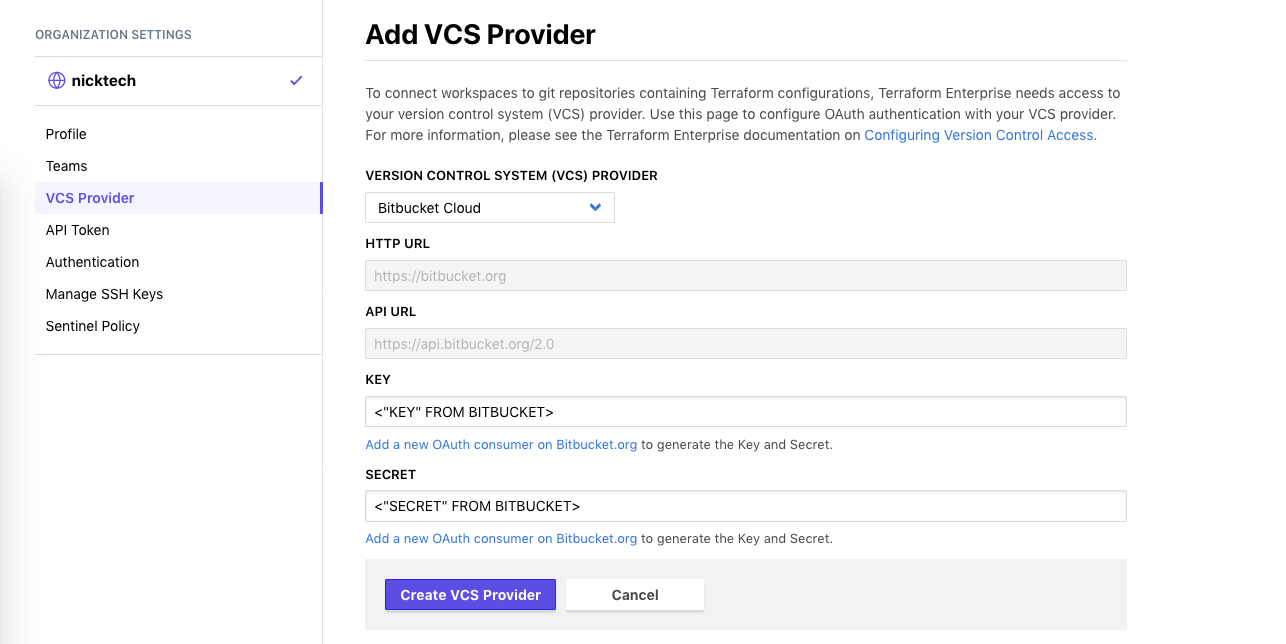 ORGANIZATION SETTINGS
nicktech
Profile
Teams
VCS Provider
API Token
Authentication
Manage SSH Keys
Sentinel Policy
Add VCS Provider
To connect workspaces to git repositories containing Terraform configurations, Terraform Enterprise needs access to
your version control system (VCS) provider. Use this page to configure OAuth authentication with your VCS provider.
For more information, please see the Terraform Enterprise documentation on Configuring Version Control Access.
VERSION CONTROL SYSTEM (VCS) PROVIDER
Bitbucket Cloud
HTTP URL
https://bitbucket.org
API URL
https://api.bitbucket.org/2.0
KEY
<"KEY" FROM BITBUCKET>
Add a new OAuth consumer on Bitbucket.org to generate the Key and Secret.
SECRET
<"SECRET" FROM BITBUCKET>
Add a new OAuth consumer on Bitbucket.org to generate the Key and Secret.
Create VCS Provider
Cancel